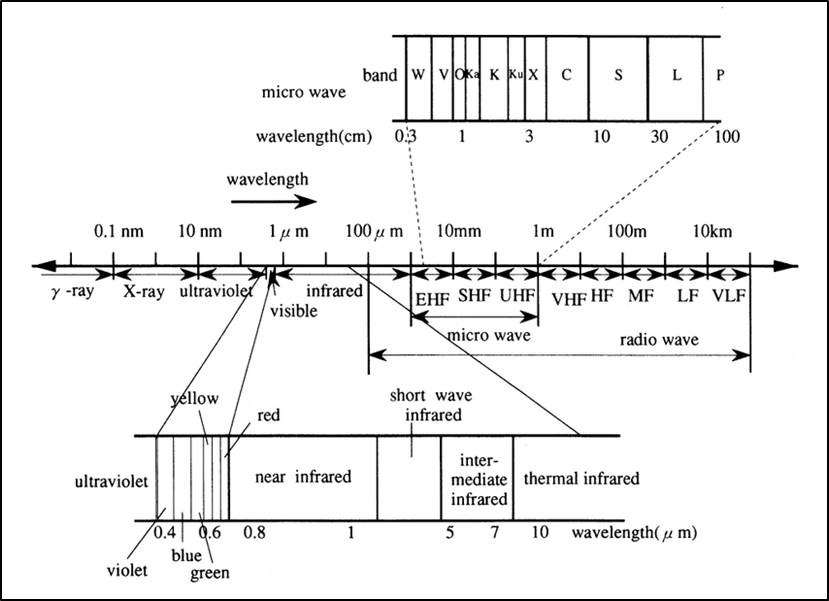 band W V O Ka K Ku X C S L P
micro wave
wavelength(cm) 0.3 1 3 10 30 100
wavelength
0.1 nm 10 nm 1 μ m 100 μ m 10mm 1m 100m 10km
γ -ray X-ray ultraviolet infrared EHF SHF UHF VHF HF MF LF VLF
visible
micro wave
radio wave
yellow
red
short wave
infrared
ultraviolet
near infrared
inter-
mediate
infrared
thermal infrared
0.4 0.6 0.8 1 5 7 10 wavelength( μ m)
blue
violet
green